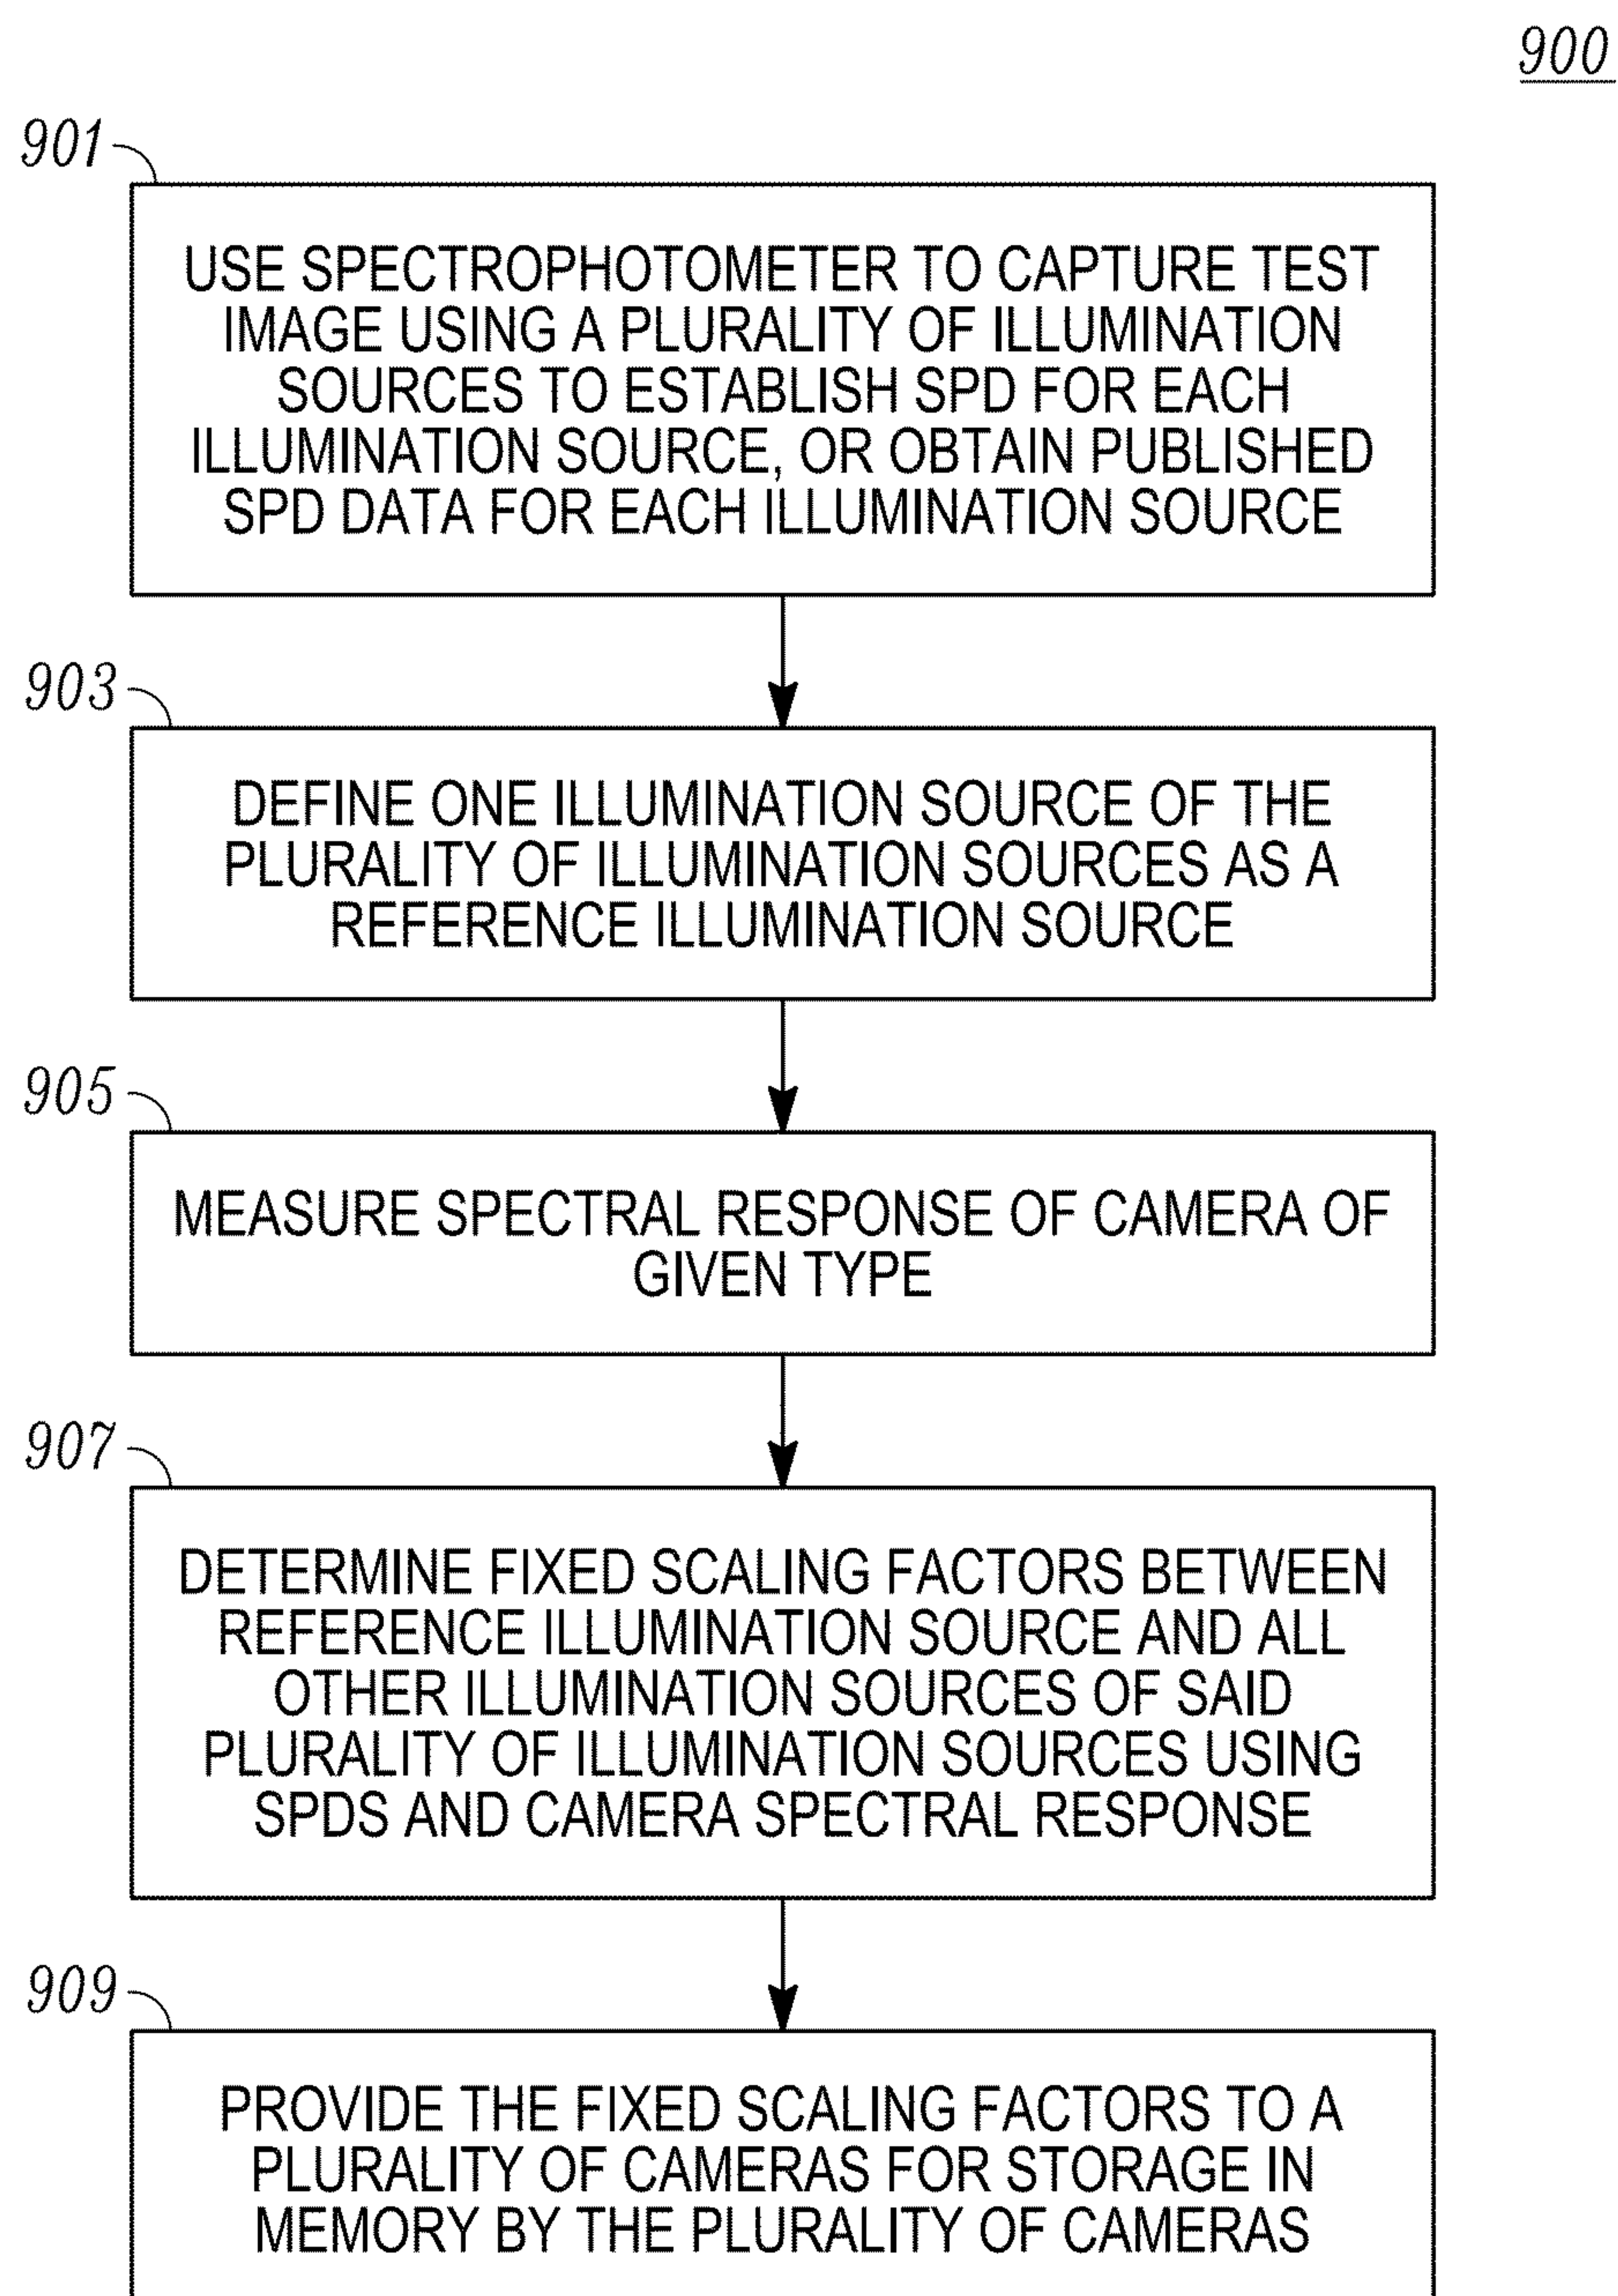 900
901
USE SPECTROPHOTOMETER TO CAPTURE TEST
IMAGE USING A PLURALITY OF ILLUMINATION
SOURCES TO ESTABLISH SPD FOR EACH
ILLUMINATION SOURCE, OR OBTAIN PUBLISHED
SPD DATA FOR EACH ILLUMINATION SOURCE
903
DEFINE ONE ILLUMINATION SOURCE OF THE
PLURALITY OF ILLUMINATION SOURCES AS A
REFERENCE ILLUMINATION SOURCE
905
MEASURE SPECTRAL RESPONSE OF CAMERA OF
GIVEN TYPE
907
DETERMINE FIXED SCALING FACTORS BETWEEN
REFERENCE ILLUMINATION SOURCE AND ALL
OTHER ILLUMINATION SOURCES OF SAID
PLURALITY OF ILLUMINATION SOURCES USING
SPDS AND CAMERA SPECTRAL RESPONSE
909
PROVIDE THE FIXED SCALING FACTORS TO A
PLURALITY OF CAMERAS FOR STORAGE IN
MEMORY BY THE PLURALITY OF CAMERAS